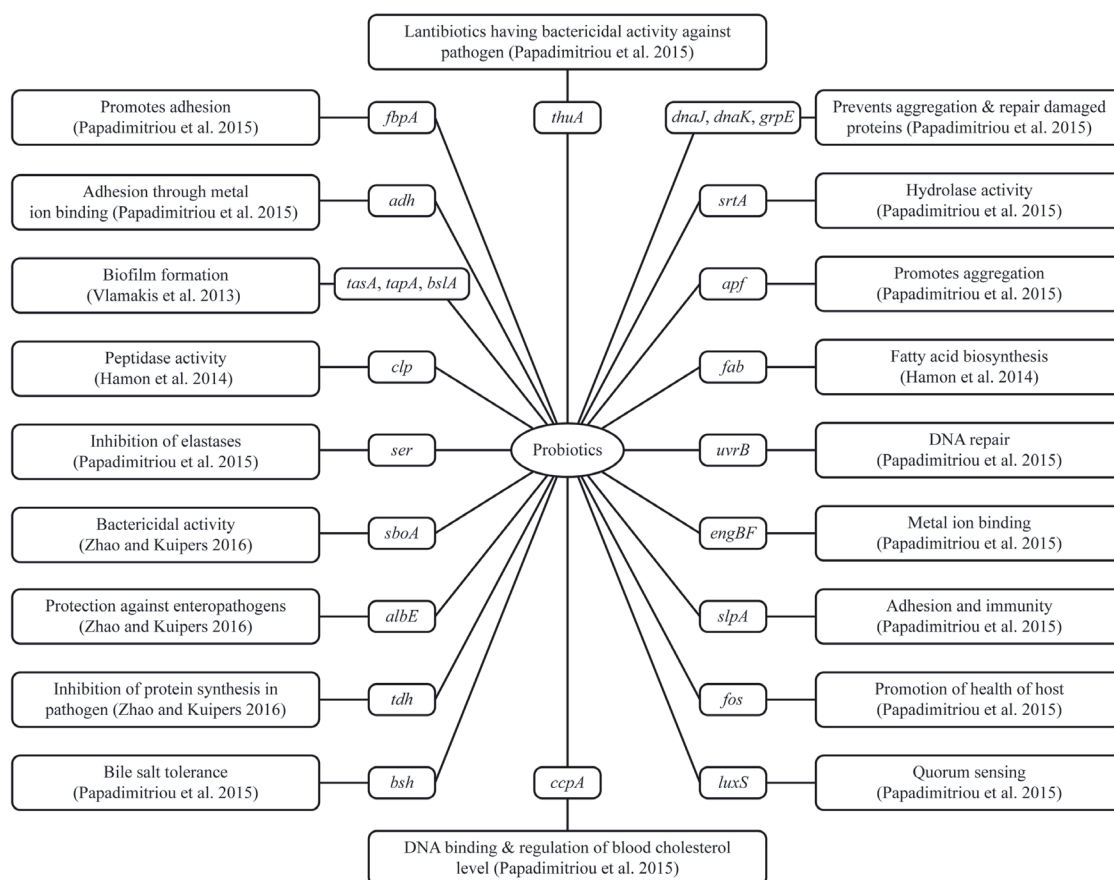 Lantibiotics having bactericidal activity against
pathogen (Papadimitriou et al. 2015)
thuA
Promotes adhesion
(Papadimitriou et al. 2015)
fbpA
dnaJ, dnaK, grpE
Prevents aggregation & repair damaged
proteins (Papadimitriou et al. 2015)
Adhesion through metal
ion binding (Papadimitriou et al. 2015)
adh
srtA
Hydrolase activity
(Papadimitriou et al. 2015)
Biofilm formation
(Vlamakis et al. 2013)
tasA, tapA, bslA
apf
Promotes aggregation
(Papadimitriou et al. 2015)
Peptidase activity
(Hamon et al. 2014)
clp
fab
Fatty acid biosynthesis
(Hamon et al. 2014)
Inhibition of elastases
(Papadimitriou et al. 2015)
ser
Probiotics
uvrB
DNA repair
(Papadimitriou et al. 2015)
Bactericidal activity
(Zhao and Kuipers 2016)
sboA
engBF
Metal ion binding
(Papadimitriou et al. 2015)
Protection against enteropathogens
(Zhao and Kuipers 2016)
albE
slpA
Adhesion and immunity
(Papadimitriou et al. 2015)
Inhibition of protein synthesis in
pathogen (Zhao and Kuipers 2016)
tdh
fos
Promotion of health of host
(Papadimitriou et al. 2015)
Bile salt tolerance
(Papadimitriou et al. 2015)
bsh
ccpA
luxS
Quorum sensing
(Papadimitriou et al. 2015)
DNA binding & regulation of blood cholesterol
level (Papadimitriou et al. 2015)